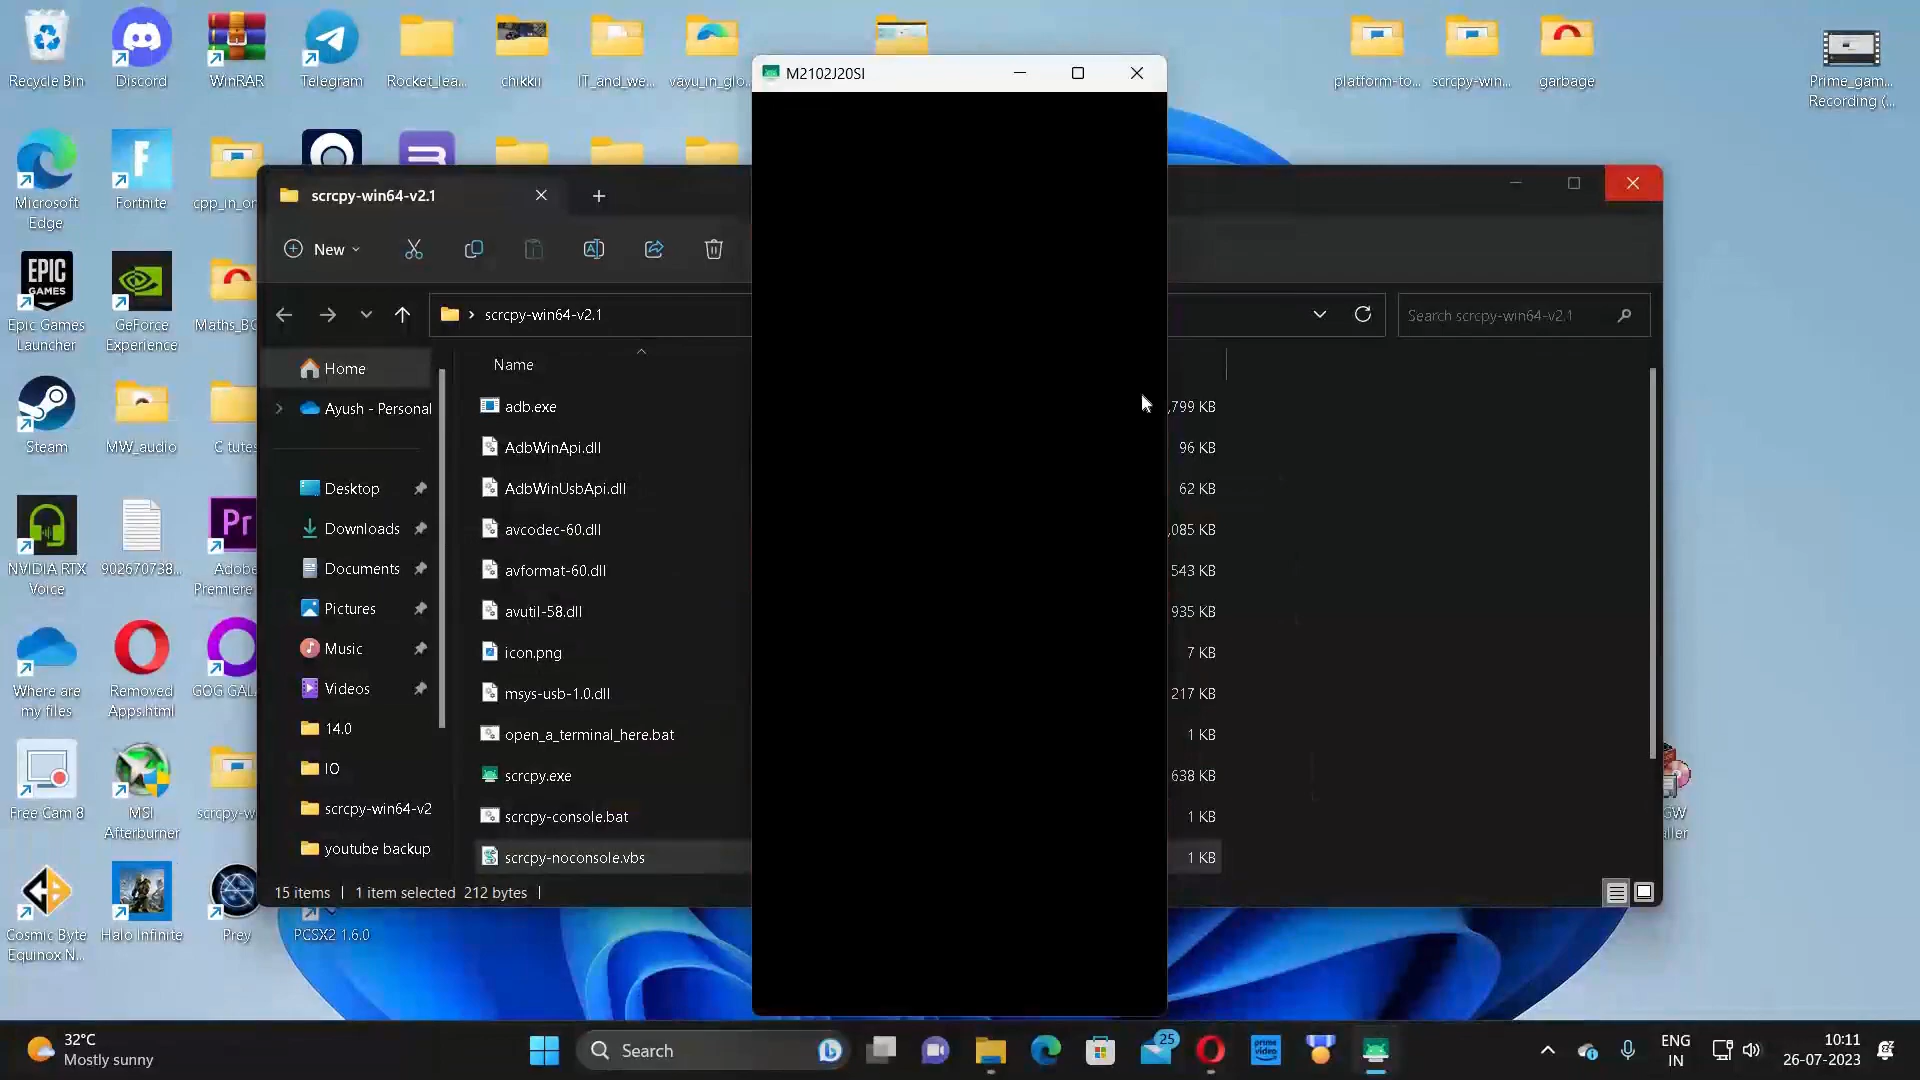 Recycle Bin
Discord
WinRAR
Telegram
Rocket_lea...
chikkii
IT_and_we...
vayu_in_glo...
platform-to...
scrcpy-win...
garbage
Prime_gam...
Recording (...
M2102J20SI
Microsoft
Edge
Fortnite
cpp_in_on
scrcpy-win64-v2.1
New
Epic Games
Launcher
GeForce
Experience
Maths_BC
scrcpy-win64-v2.1
Search scrcpy-win64-v2.1
Steam
MW_audio
C tutes
Home
Ayush - Personal
Desktop
Downloads
Documents
Pictures
Music
Videos
14.0
IO
scrcpy-win64-v2
youtube backup
Name
adb.exe
,799 KB
AdbWinApi.dll
96 KB
AdbWinUsbApi.dll
62 KB
avcodec-60.dll
,085 KB
avformat-60.dll
543 KB
avutil-58.dll
935 KB
icon.png
7 KB
msys-usb-1.0.dll
217 KB
open_a_terminal_here.bat
1 KB
scrcpy.exe
638 KB
scrcpy-console.bat
1 KB
scrcpy-noconsole.vbs
1 KB
15 items
1 item selected 212 bytes
NVIDIA RTX
Voice
902670738...
Pr
Adobe
Premiere
Where are
my files
Removed
Apps.html
GOG GAL
Free Cam 8
MSI
Afterburner
scrcpy-w
Cosmic Byte
Equinox N...
Halo Infinite
Prey
PCSX2 1.6.0
EPIC
GAMES
32°C
Mostly sunny
Search
25
prime
video
ENG
IN
10:11
26-07-2023